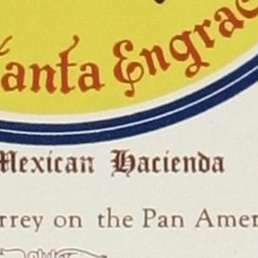 anta Engrac
Mexican Hacienda
rrey on the Pan Amer